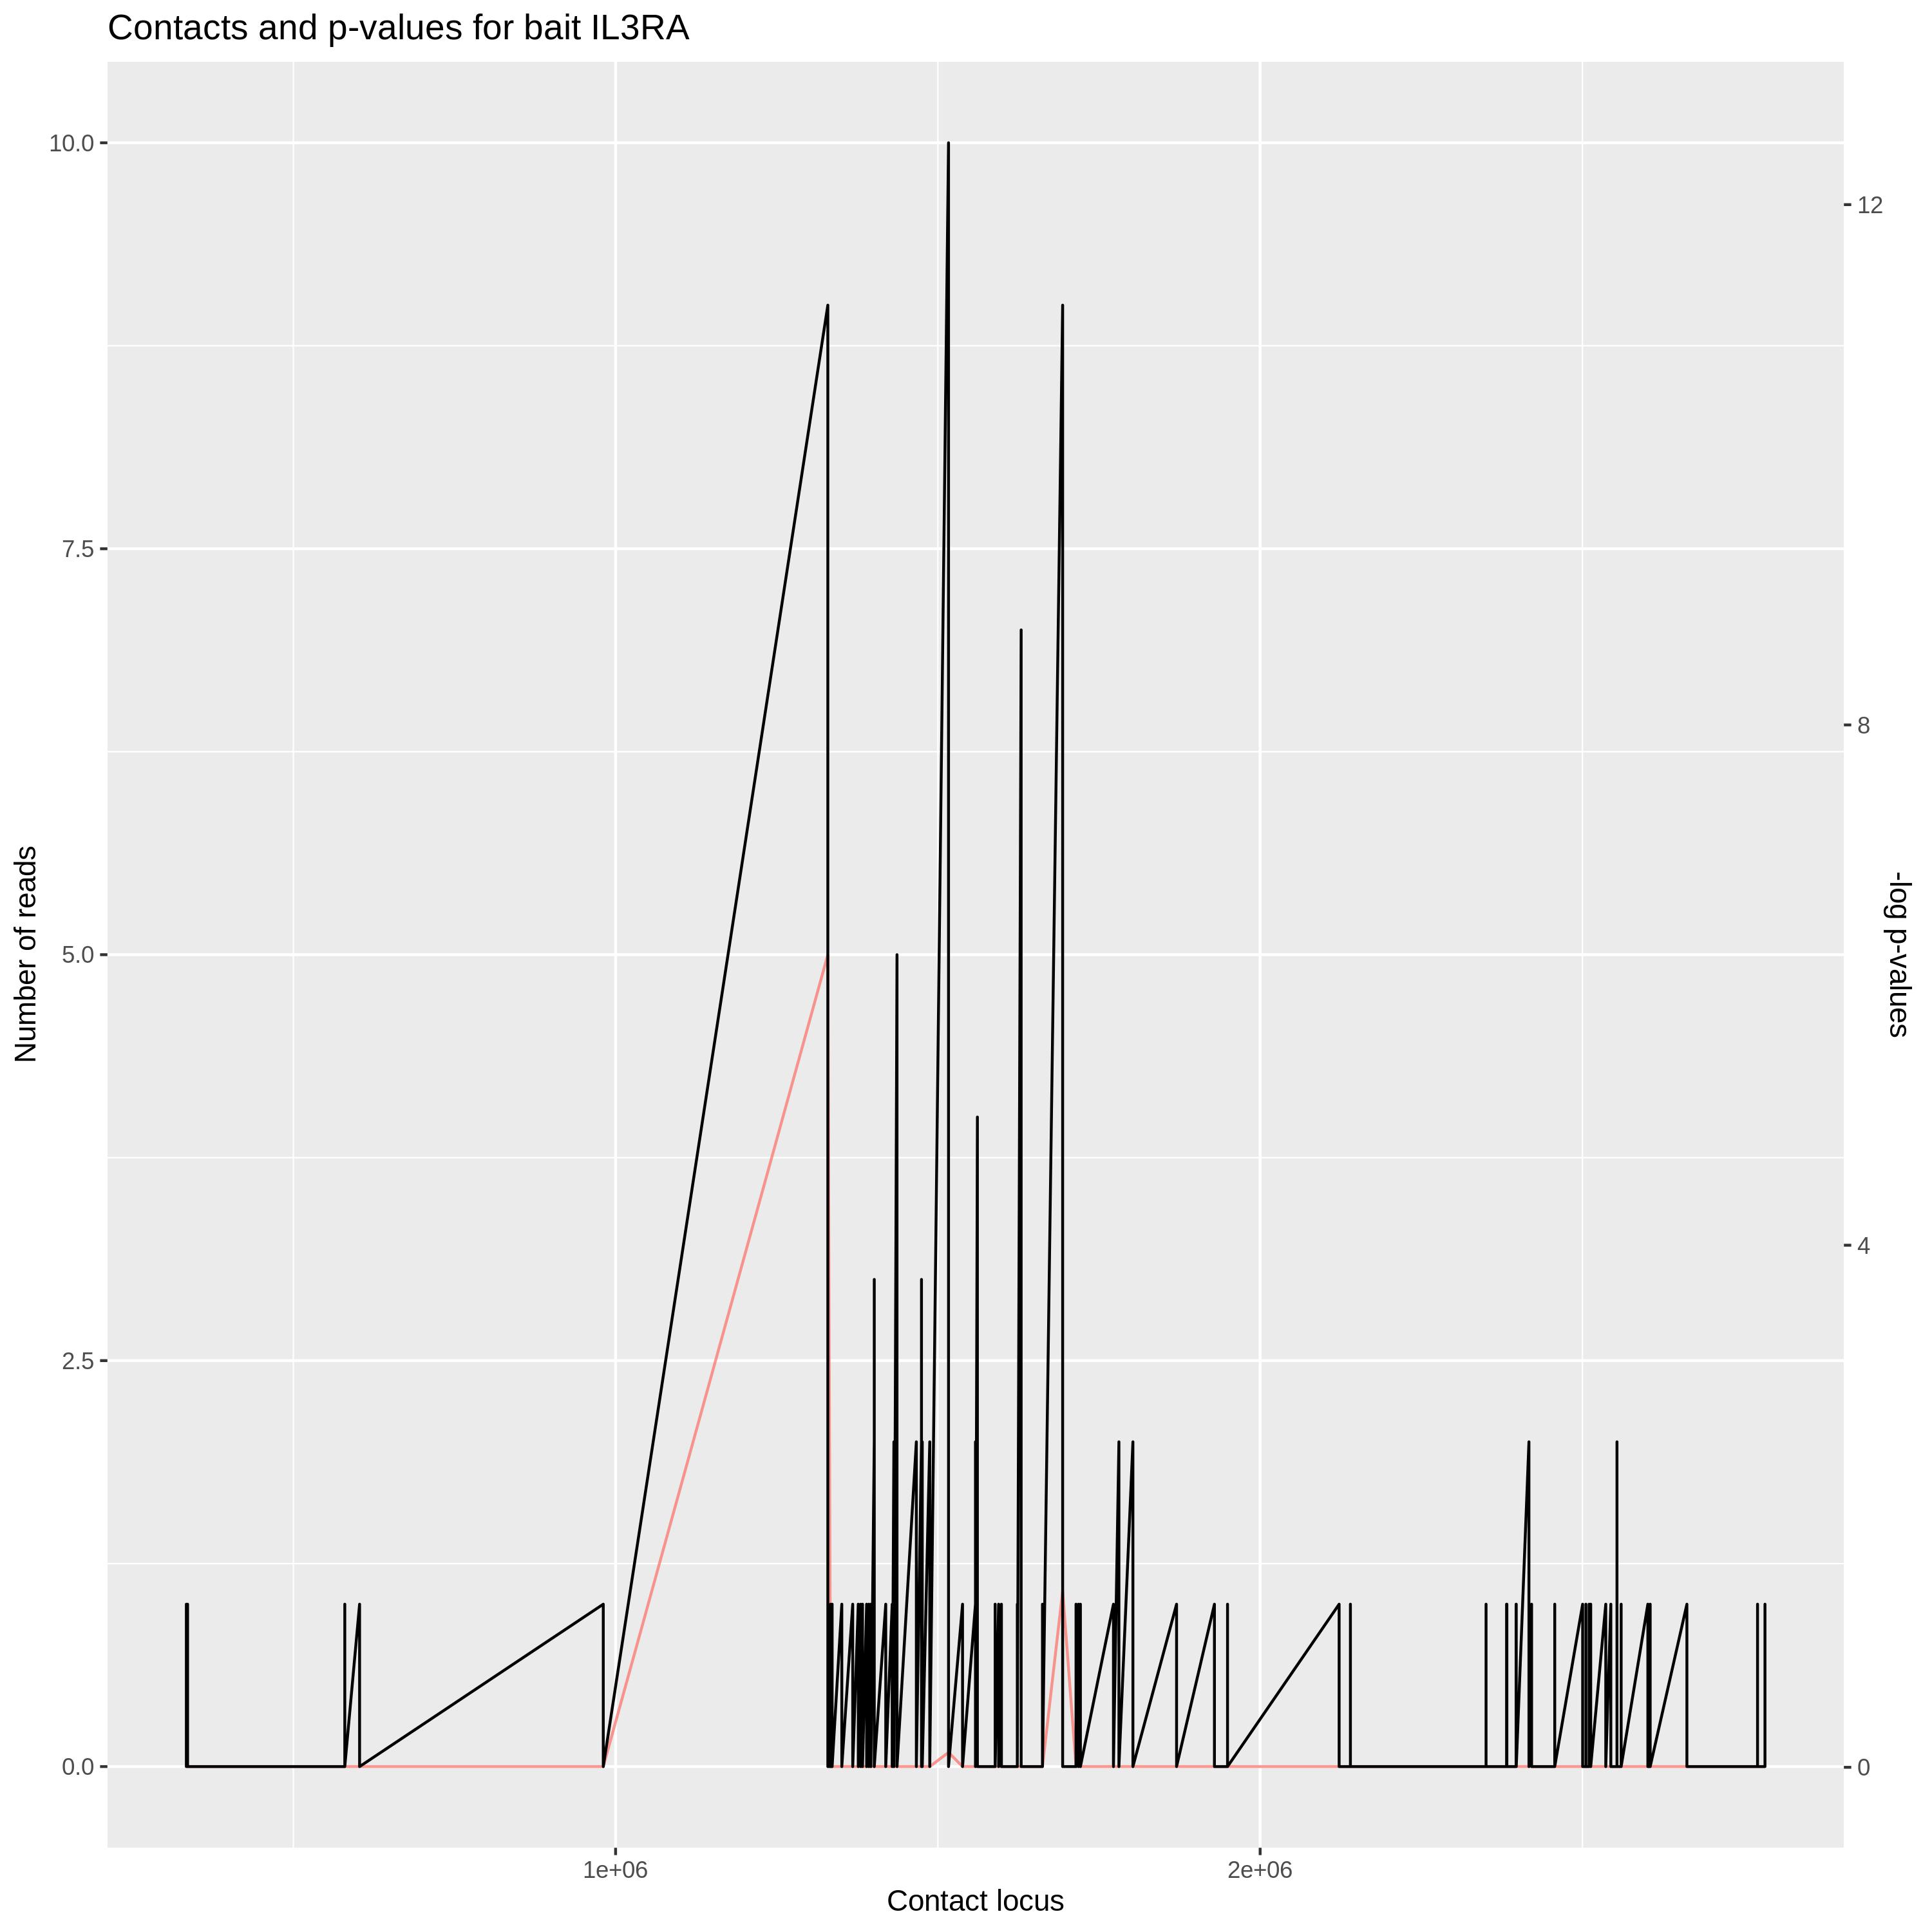 Contacts and p-values for bait IL3RA
10.0
7.5
5.0
2.5
0.0
Number of reads
12
8
4
0
-log p-values
1e+06
2e+06
Contact locus